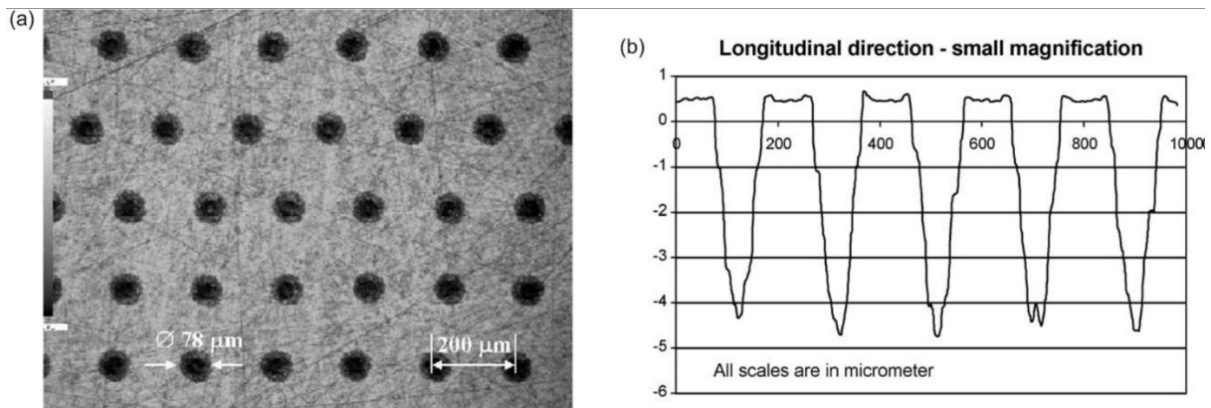 (a)
Ø 78 μm
200 μm
(b)
Longitudinal direction - small magnification
1
0
-1
-2
-3
-4
-5
-6
0
200
400
600
800
1000
All scales are in micrometer